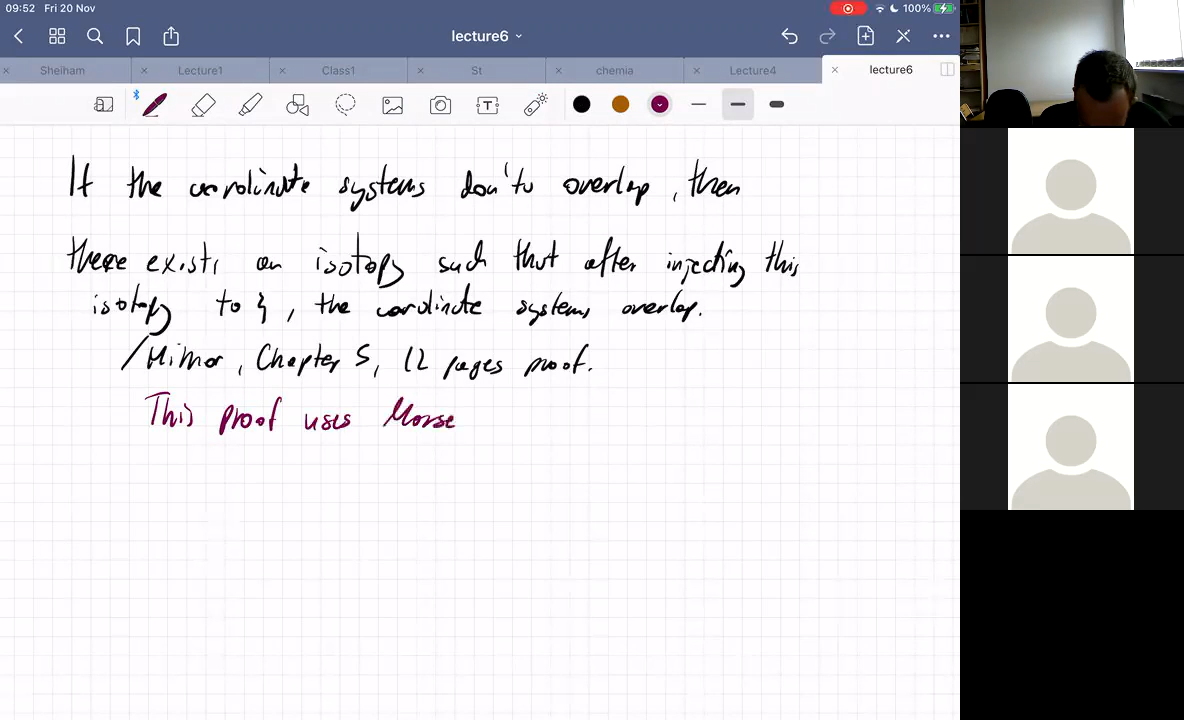 09:52 Fri 20 Nov
100%
lecture6
Sheiham
Lecture1
Class1
St
chemia
Lecture4
lecture6
If the coordinate systems don'to overlap, then
there exists an isotopy such that after injecting this
isotopy to ξ, the coordinate systems overlap.
/Milnor, Chapter 5, 12 pages proof.
This proof uses Morse